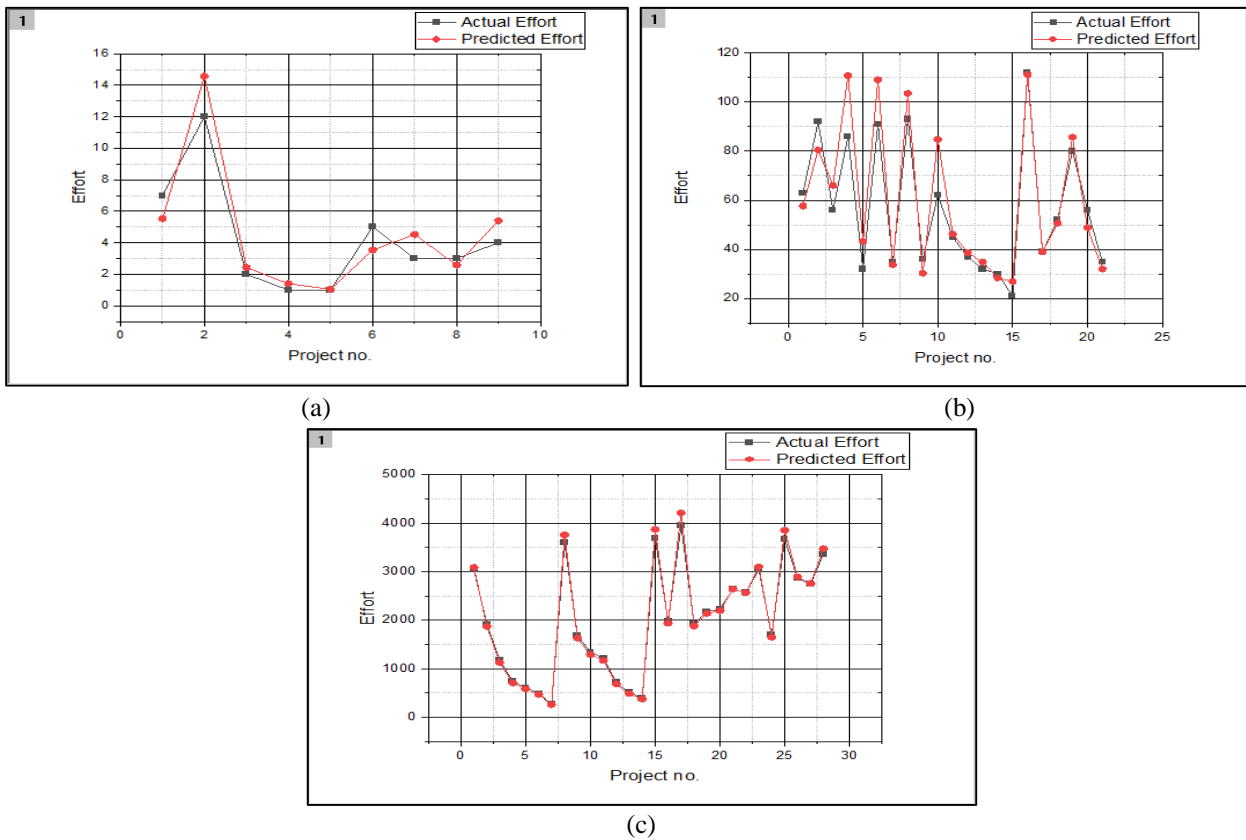 1
Actual Effort
Predicted Effort
16
14
12
10
8
6
4
2
0
Effort
0 2 4 6 8 10
Project no.
(a)
1
Actual Effort
Predicted Effort
120
100
80
60
40
20
Effort
0 5 10 15 20 25
Project no.
(b)
1
Actual Effort
Predicted Effort
5000
4000
3000
2000
1000
0
Effort
0 5 10 15 20 25 30
Project no.
(c)